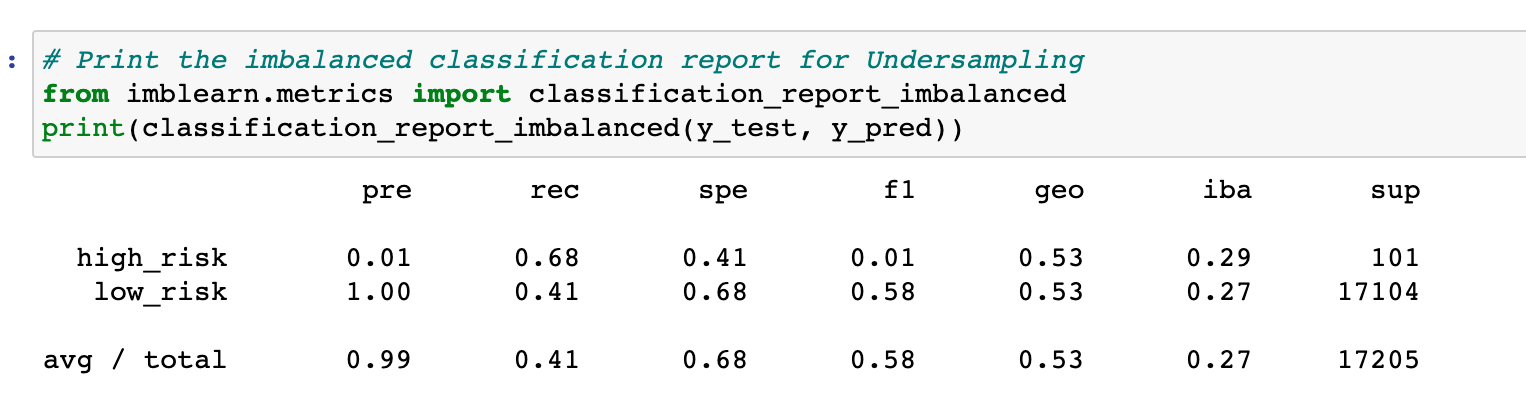 :
# Print the imbalanced classification report for Undersampling
from imblearn.metrics import classification_report_imbalanced
print(classification_report_imbalanced(y_test, y_pred))
pre rec spe f1 geo iba sup
high_risk 0.01 0.68 0.41 0.01 0.53 0.29 101
low_risk 1.00 0.41 0.68 0.58 0.53 0.27 17104
avg / total 0.99 0.41 0.68 0.58 0.53 0.27 17205